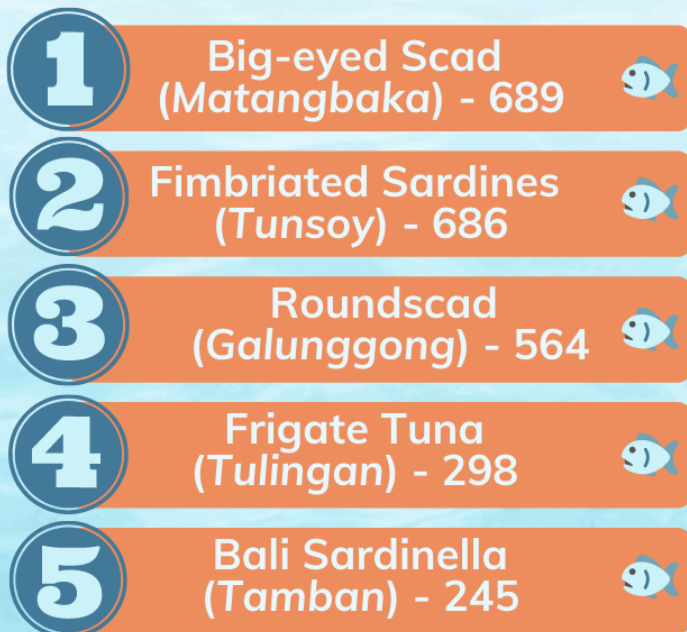 1
Big-eyed Scad
(Matangbaka) - 689
2
Fimbriated Sardines
(Tunsoy) - 686
3
Roundscad
(Galunggong) - 564
4
Frigate Tuna
(Tulingan) - 298
5
Bali Sardinella
(Tamban) - 245